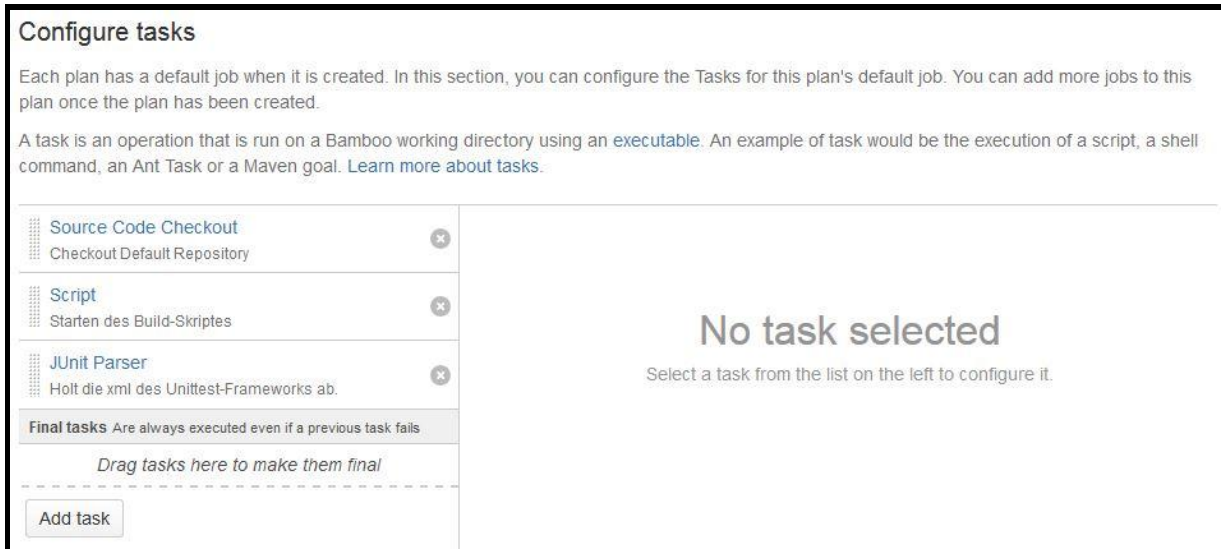 Configure tasks
Each plan has a default job when it is created. In this section, you can configure the Tasks for this plan's default job. You can add more jobs to this
plan once the plan has been created.
A task is an operation that is run on a Bamboo working directory using an executable. An example of task would be the execution of a script, a shell
command, an Ant Task or a Maven goal. Learn more about tasks.
Source Code Checkout
Checkout Default Repository
Script
Starten des Build-Skriptes
JUnit Parser
Holt die xml des Unittest-Frameworks ab.
Final tasks Are always executed even if a previous task fails
Drag tasks here to make them final
Add task
No task selected
Select a task from the list on the left to configure it.